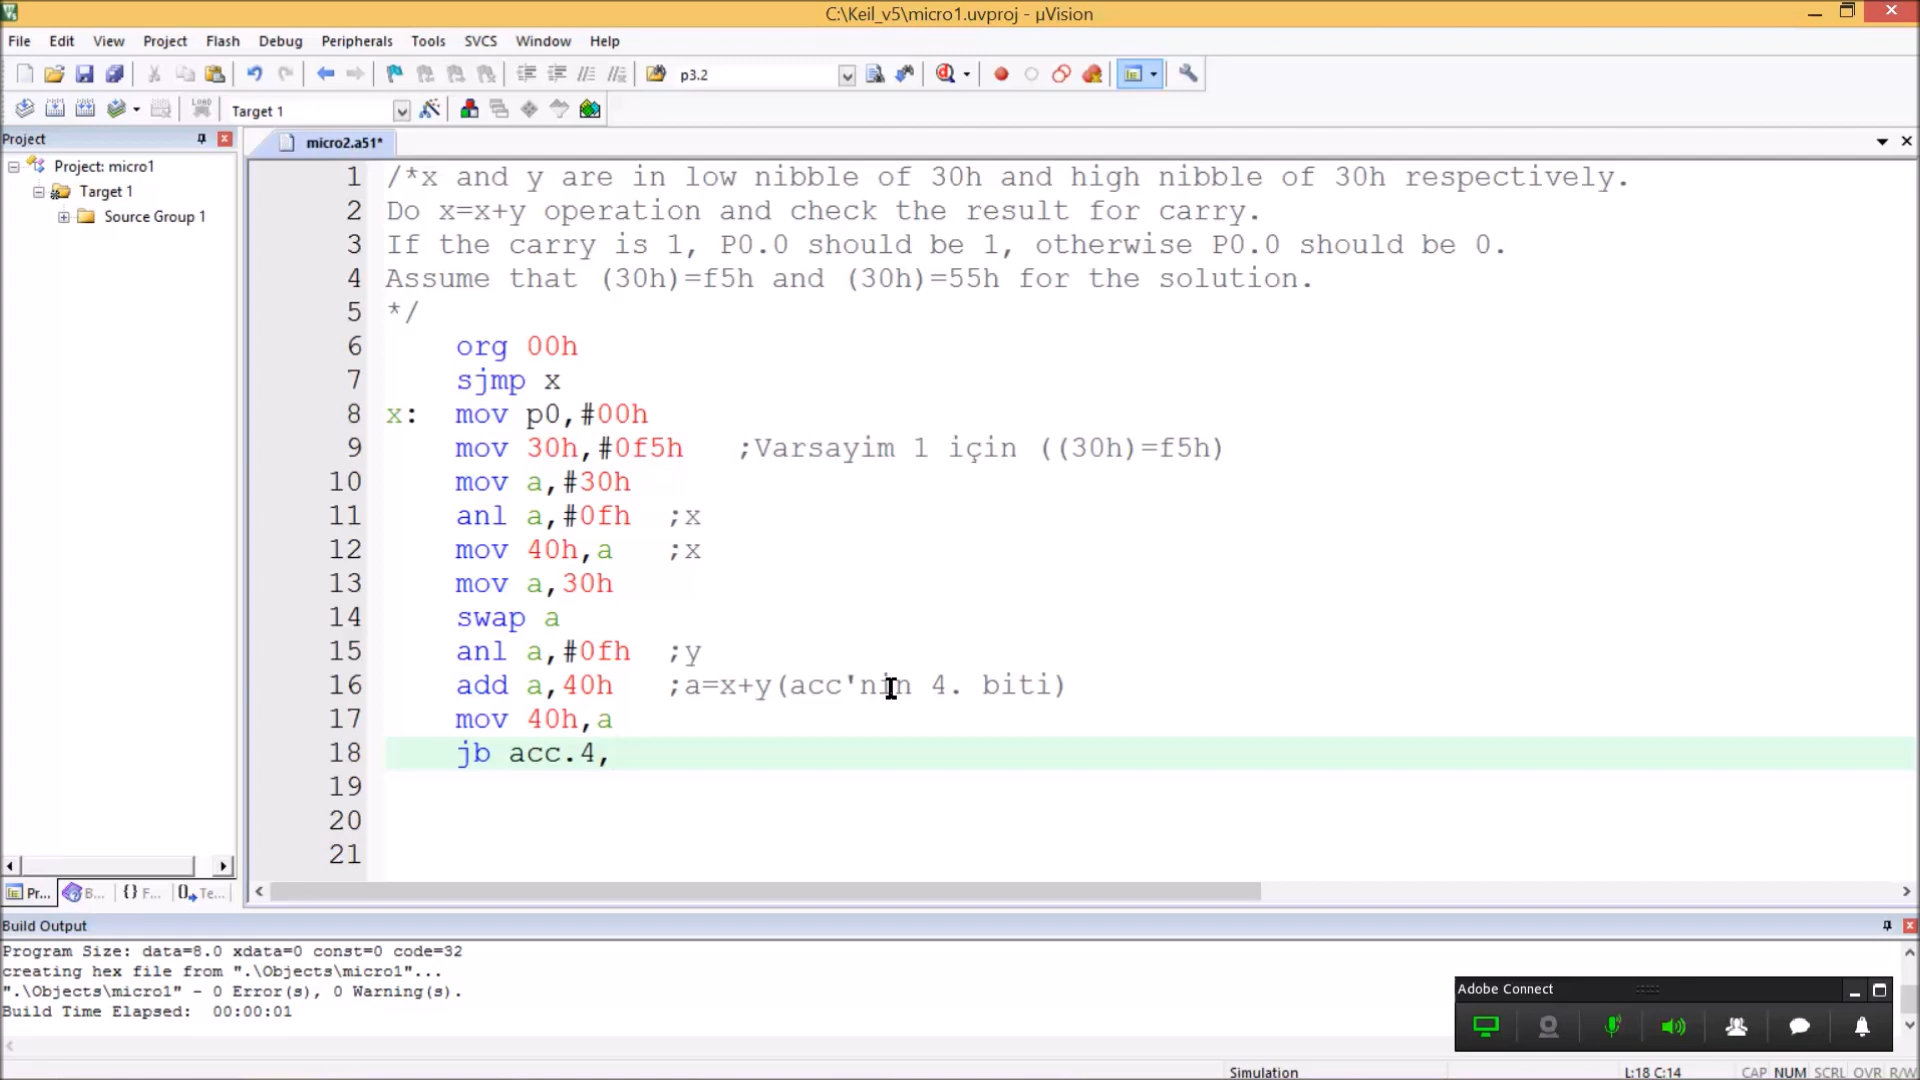 C:\Keil_v5\micro1.uvproj - µVision
File Edit View Project Flash Debug Peripherals Tools SVCS Window Help
p3.2
LOAD Target 1
Project
micro2.a51*
Project: micro1
Target 1
Source Group 1
1 /*x and y are in low nibble of 30h and high nibble of 30h respectively.
2 Do x=x+y operation and check the result for carry.
3 If the carry is 1, P0.0 should be 1, otherwise P0.0 should be 0.
4 Assume that (30h)=f5h and (30h)=55h for the solution.
5 */
6 org 00h
7 sjmp x
8 x: mov p0,#00h
9 mov 30h,#0f5h ;Varsayim 1 için ((30h)=f5h)
10 mov a,#30h
11 anl a,#0fh ;x
12 mov 40h,a ;x
13 mov a,30h
14 swap a
15 anl a,#0fh ;y
16 add a,40h ;a=x+y(acc'nin 4. biti)
17 mov 40h,a
18 jb acc.4,
19
20
21
Pr... B... {} F... Te...
Build Output
Program Size: data=8.0 xdata=0 const=0 code=32
creating hex file from ".\Objects\micro1"...
".\Objects\micro1" - 0 Error(s), 0 Warning(s).
Build Time Elapsed: 00:00:01
Adobe Connect
Simulation L:18 C:14 CAP NUM SCRL OVR R/W